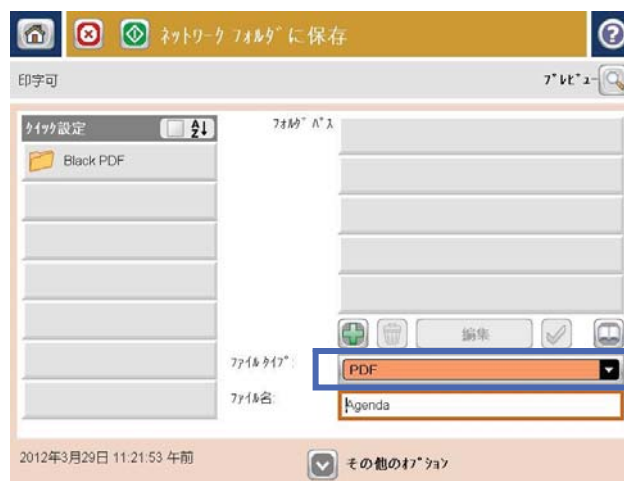 ﾈｯﾄﾜｰｸ ﾌｫﾙﾀﾞに保存
?
印字可
ﾌﾟﾚﾋﾞｭｰ
ｸｲｯｸ設定
AZ
Black PDF
ﾌｫﾙﾀﾞ ﾊﾟｽ
編集
ﾌｧｲﾙ ﾀｲﾌﾟ:
PDF
ﾌｧｲﾙ名:
Agenda
2012年3月29日 11:21:53 午前
その他のｵﾌﾟｼｮﾝ